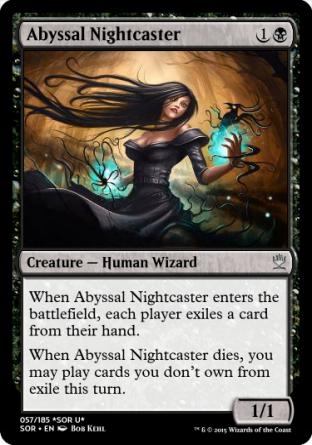 Abyssal Nightcaster 1
Creature — Human Wizard
When Abyssal Nightcaster enters the
battlefield, each player exiles a card
from their hand.
When Abyssal Nightcaster dies, you
may play cards you don't own from
exile this turn.
1/1
057/185 *SOR U*
SOR • EN Bob Kehl
™ & © 2015 Wizards of the Coast